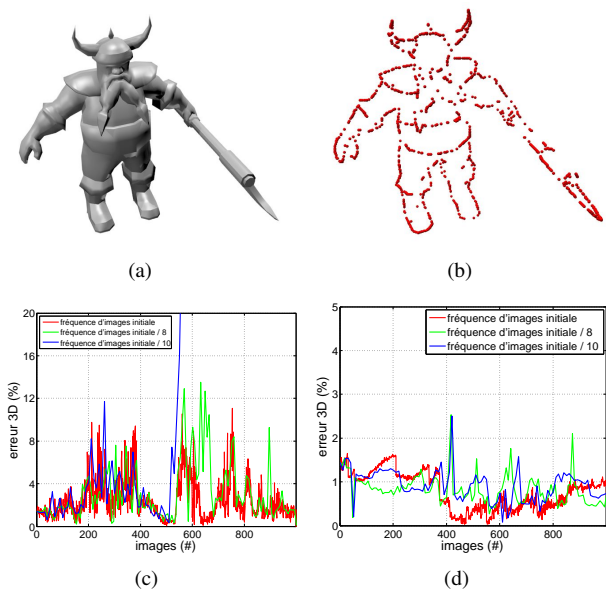 (a)
(b)
20
16
12
8
4
0
0
200
400
600
800
erreur 3D (%)
images (#)
fréquence d'images initiale
fréquence d'images initiale / 8
fréquence d'images initiale / 10
(c)
5
4
3
2
1
0
0
200
400
600
800
erreur 3D (%)
images (#)
fréquence d'images initiale
fréquence d'images initiale / 8
fréquence d'images initiale / 10
(d)